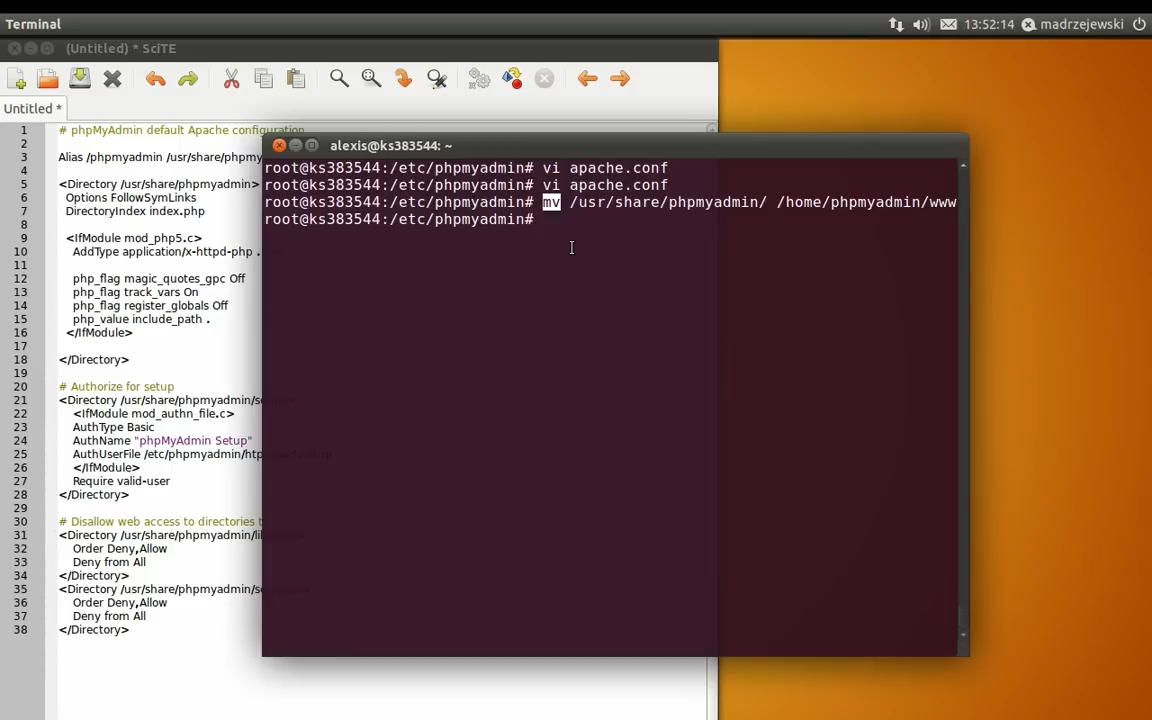 Terminal
13:52:14 madrzejewski
(Untitled) * SciTE
Untitled *
1 # phpMyAdmin default Apache configuration
2
3 Alias /phpmyadmin /usr/share/phpmy
4
5 <Directory /usr/share/phpmyadmin>
6 Options FollowSymLinks
7 DirectoryIndex index.php
8
9 <IfModule mod_php5.c>
10 AddType application/x-httpd-php .
11
12 php_flag magic_quotes_gpc Off
13 php_flag track_vars On
14 php_flag register_globals Off
15 php_value include_path .
16 </IfModule>
17
18 </Directory>
19
20 # Authorize for setup
21 <Directory /usr/share/phpmyadmin/se
22 <IfModule mod_authn_file.c>
23 AuthType Basic
24 AuthName "phpMyAdmin Setup"
25 AuthUserFile /etc/phpmyadmin/htpasswd.setup
26 </IfModule>
27 Require valid-user
28 </Directory>
29
30 # Disallow web access to directories t
31 <Directory /usr/share/phpmyadmin/li
32 Order Deny,Allow
33 Deny from All
34 </Directory>
35 <Directory /usr/share/phpmyadmin/se
36 Order Deny,Allow
37 Deny from All
38 </Directory>
alexis@ks383544: ~
root@ks383544:/etc/phpmyadmin# vi apache.conf
root@ks383544:/etc/phpmyadmin# vi apache.conf
root@ks383544:/etc/phpmyadmin# mv /usr/share/phpmyadmin/ /home/phpmyadmin/www
root@ks383544:/etc/phpmyadmin#